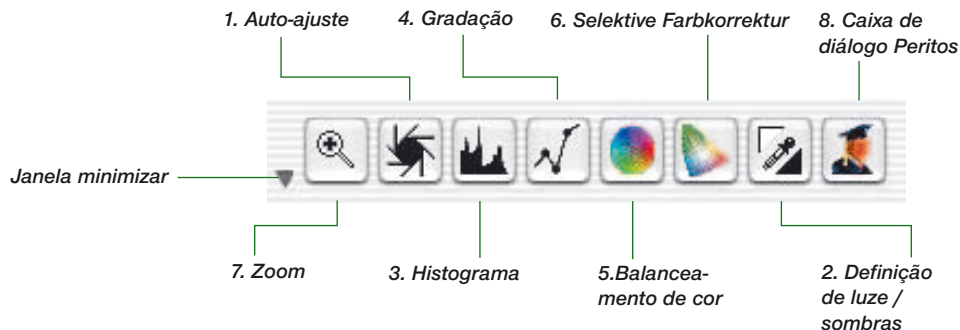 1. Auto-ajuste
4. Gradação
6. Selektive Farbkorrektur
8. Caixa de
diálogo Peritos
Janela minimizar
7. Zoom
3. Histograma
5.Balancea-
mento de cor
2. Definição
de luze /
sombras